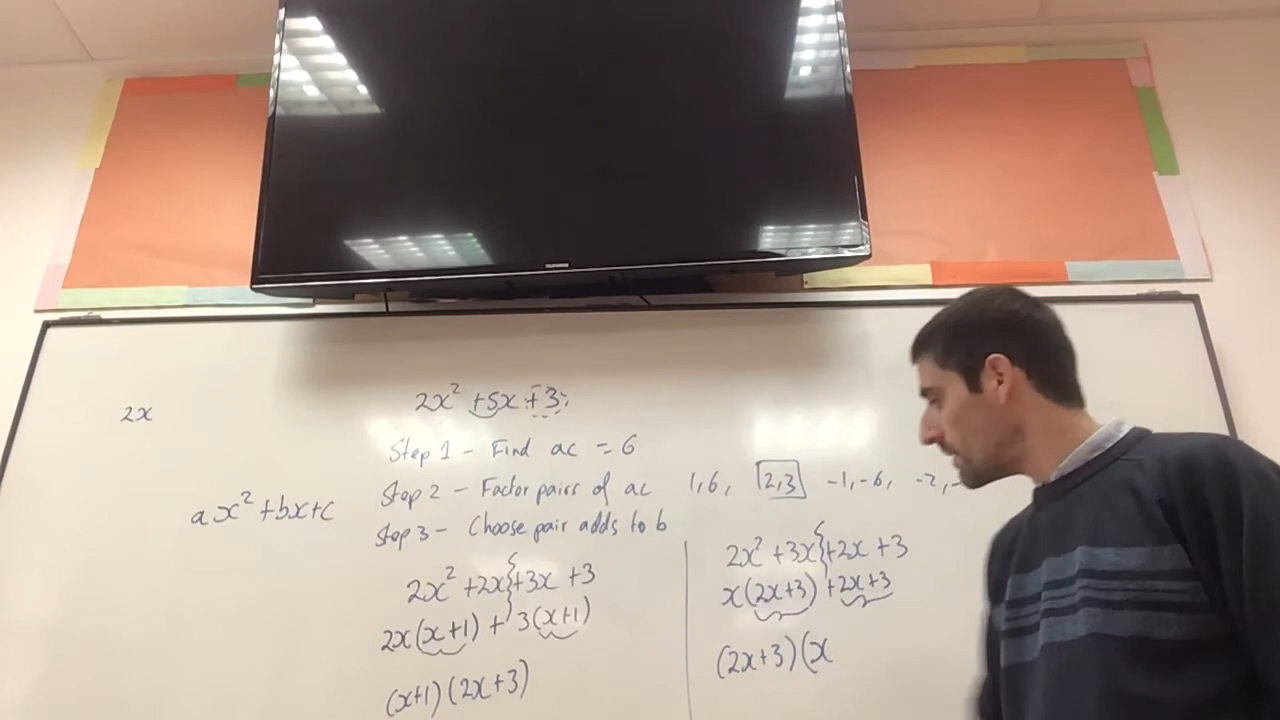 2x
2x² +5x +3
Step 1 - Find ac = 6
ax² +bx+c
Step 2 - Factor pairs of ac 1,6, 2,3 -1,-6, -2,-
Step 3 - Choose pair adds to b
2x² +2x +3x +3
2x(x+1) + 3(x+1)
(x+1)(2x+3)
2x² +3x +2x +3
x(2x+3) +2x+3
(2x+3)(x